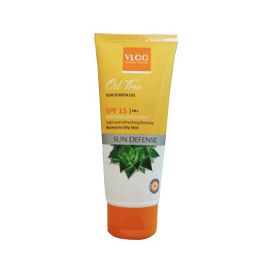 VLCC
Oil Free
SUN SCREEN GEL
SPF 15 | PA+
Light and refreshing formula
Normal to Oily Skin
SUN DEFENSE